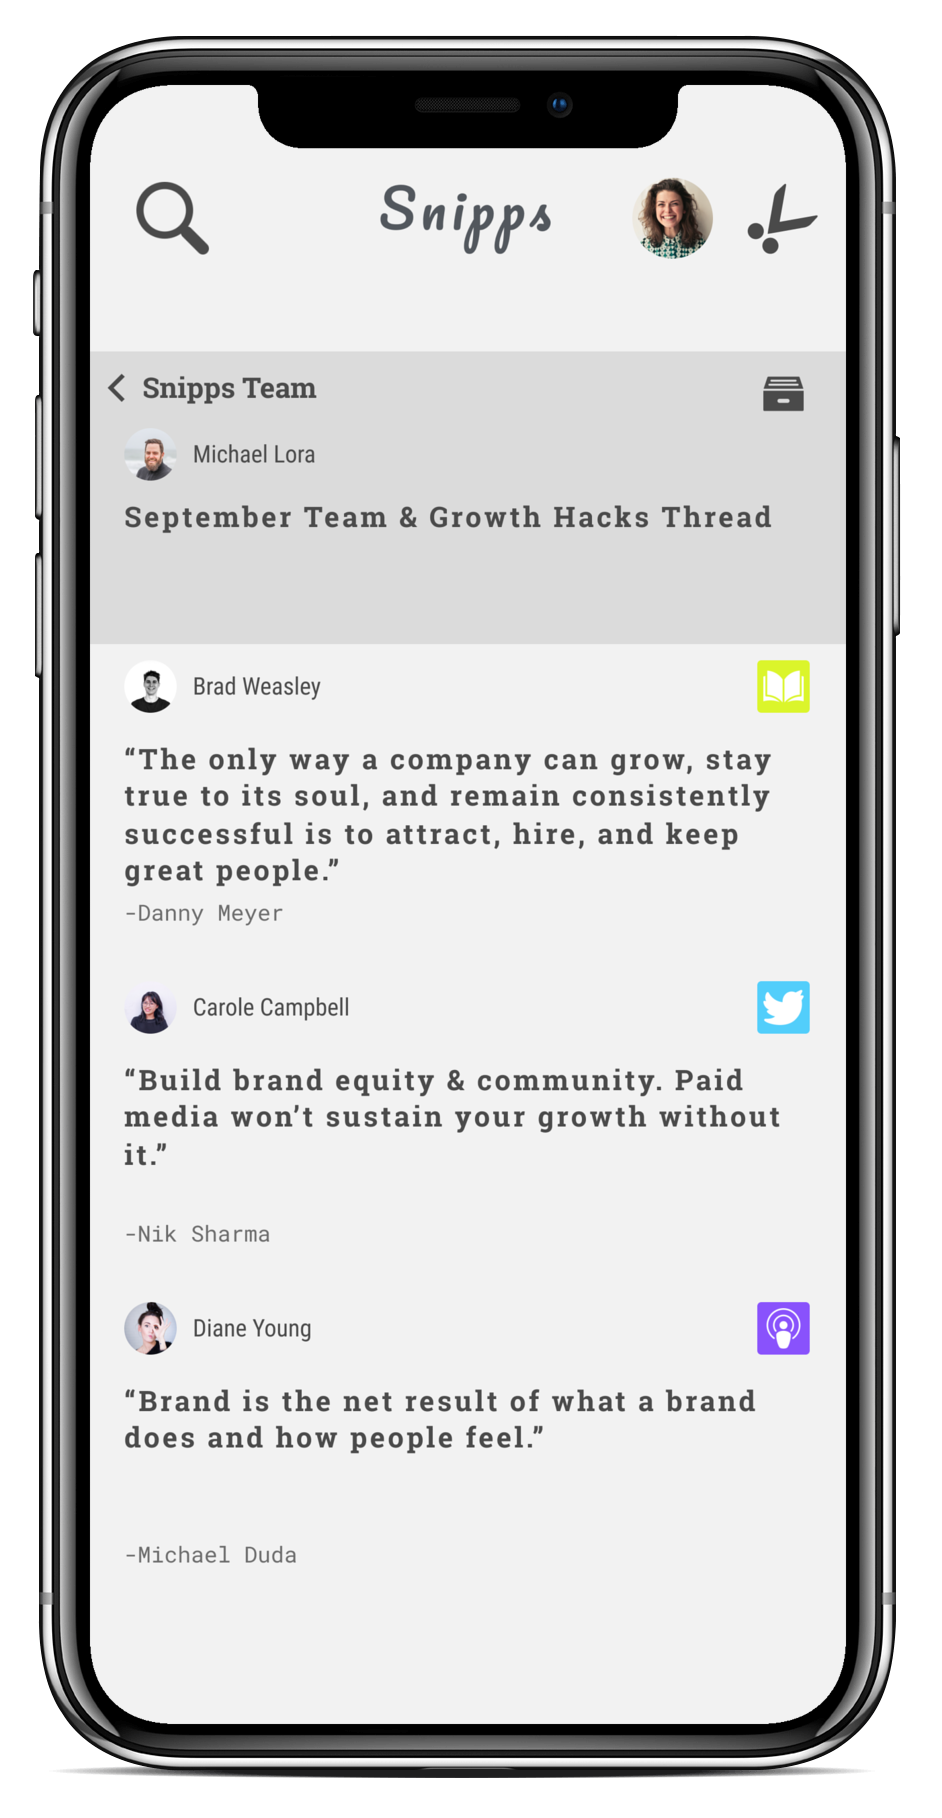 Snipps
Snipps Team
Michael Lora
September Team & Growth Hacks Thread
Brad Weasley
“The only way a company can grow, stay
true to its soul, and remain consistently
successful is to attract, hire, and keep
great people.”
-Danny Meyer
Carole Campbell
“Build brand equity & community. Paid
media won’t sustain your growth without
it.”
-Nik Sharma
Diane Young
“Brand is the net result of what a brand
does and how people feel.”
-Michael Duda